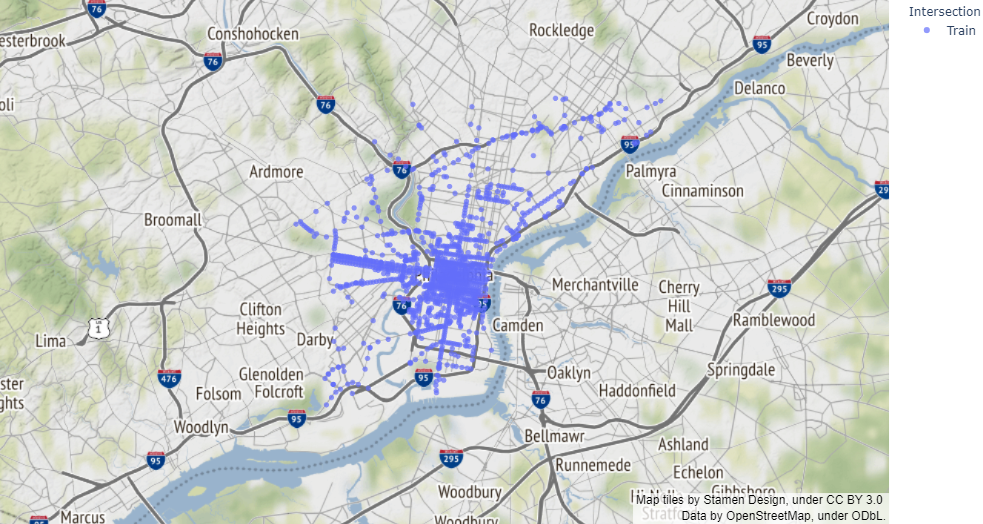 76
Conshohocken
Rockledge
Croydon
Intersection
Train
esterbrook
76
95
Beverly
Delanco
oli
76
95
Ardmore
76
Palmyra
Cinnaminson
29
Broomall
Merchantville
Cherry
Hill
Mall
295
Clifton
Heights
76
Camden
Ramblewood
Lima
1
Darby
476
Glenolden
Folcroft
95
Oaklyn
Springdale
ster
ghts
Folsom
Haddonfield
76
Woodlyn
95
Bellmawr
Ashland
95
295
Runnemede
Echelon
Woodbury
Gibbsboro
Map tiles by Stamen Design, under CC BY 3.0
Marcus
Woodbury
Data by OpenStreetMap, under ODbL.